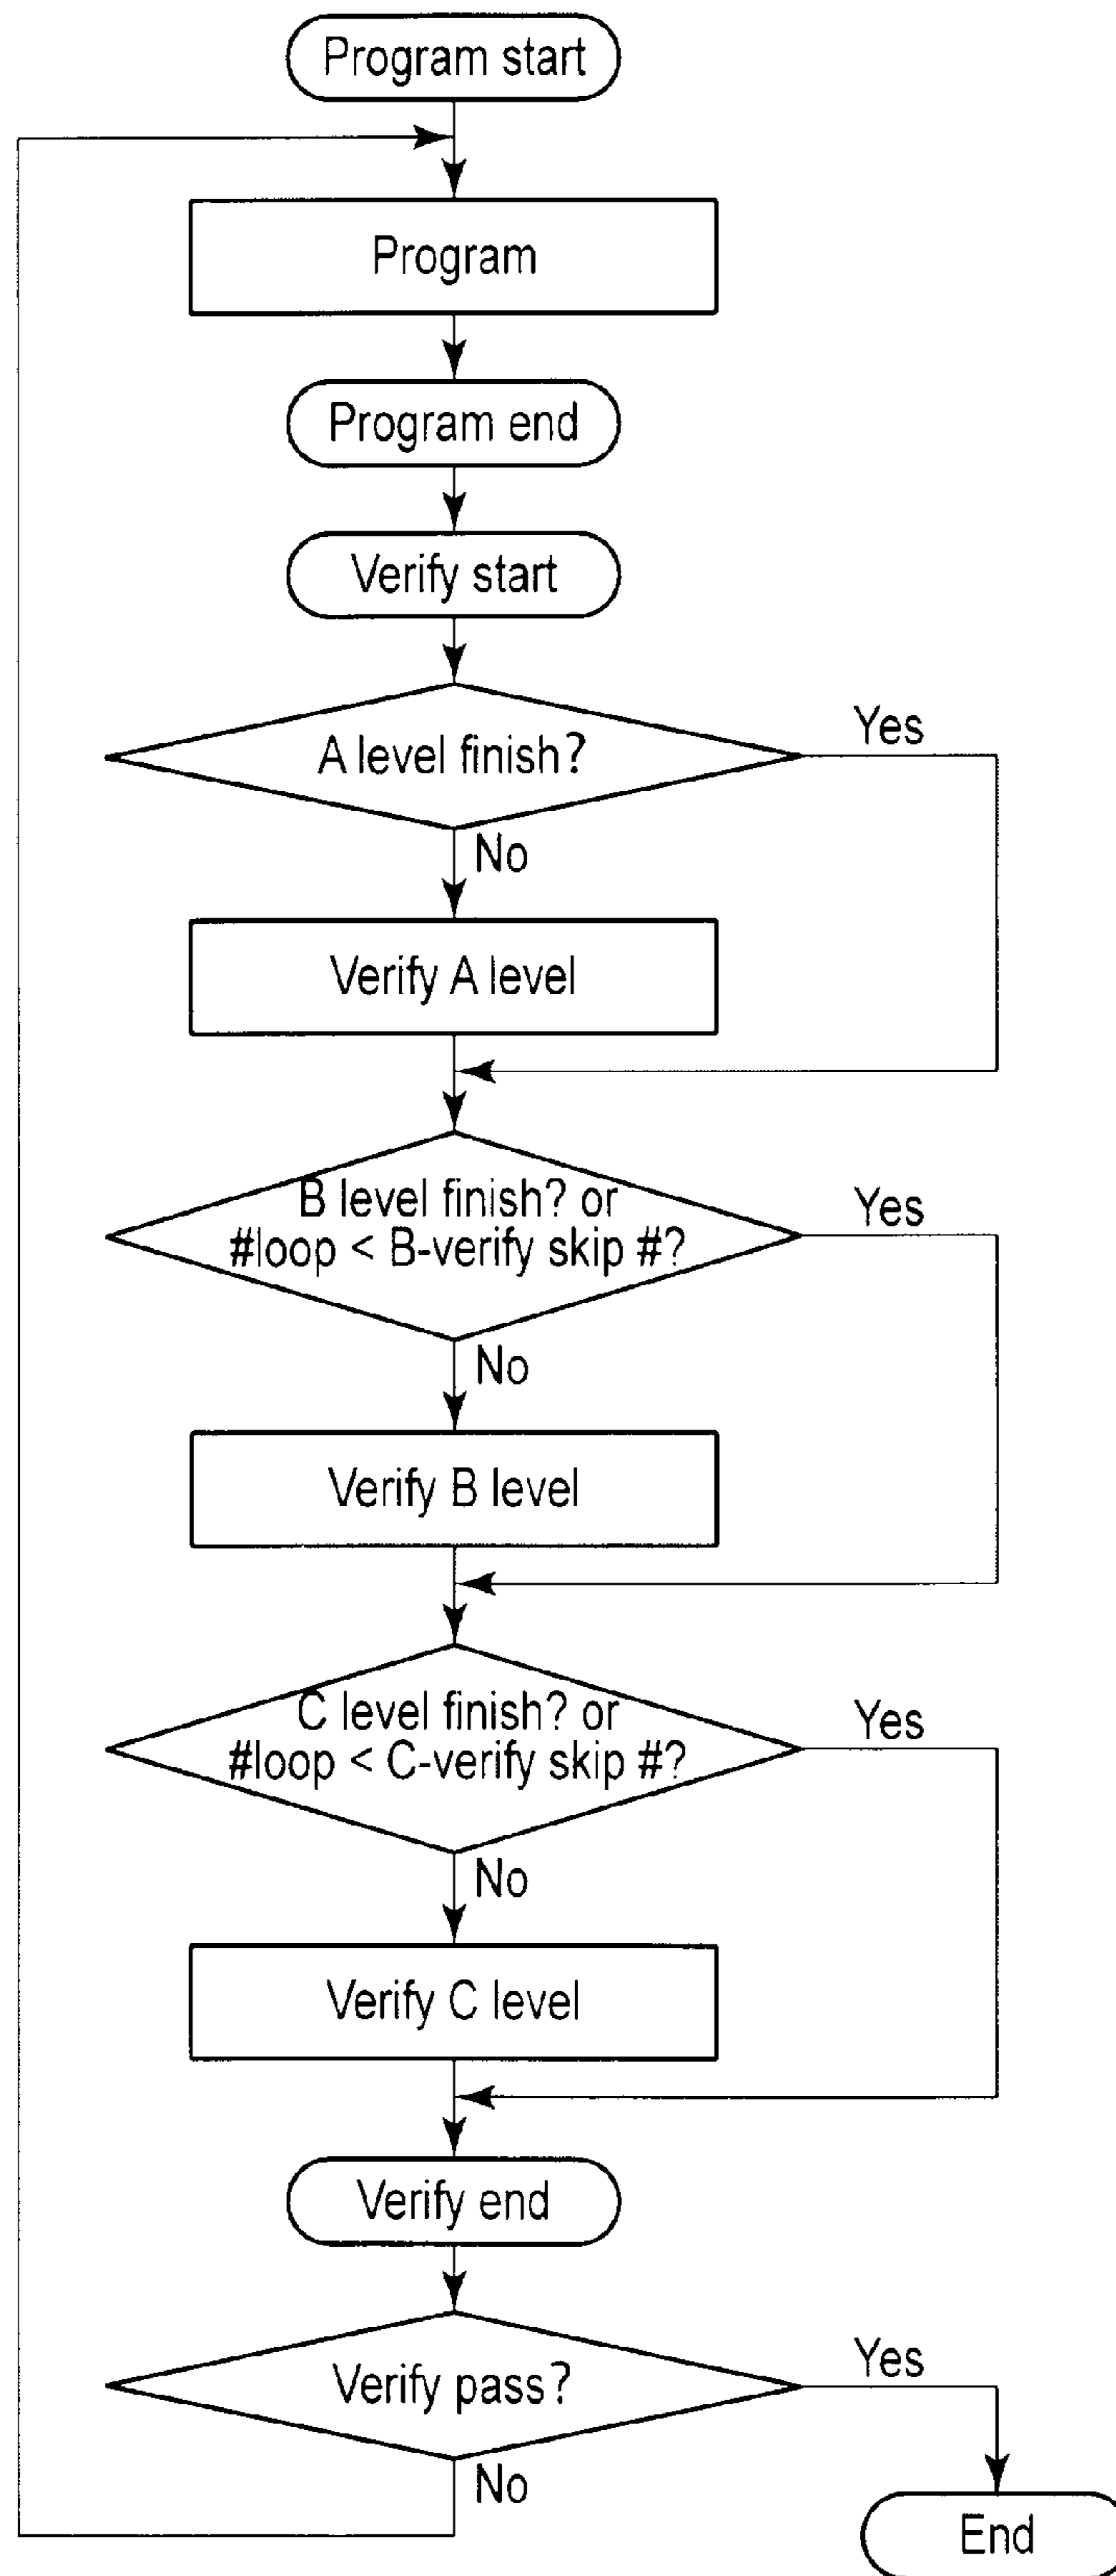 Program start
Program
Program end
Verify start
A level finish?
Yes
No
Verify A level
B level finish? or
#loop < B-verify skip #?
Yes
No
Verify B level
C level finish? or
#loop < C-verify skip #?
Yes
No
Verify C level
Verify end
Verify pass?
Yes
No
End